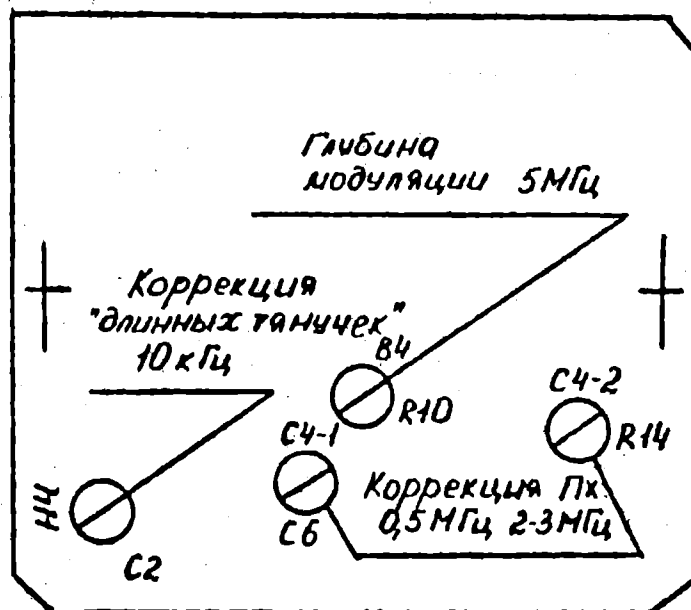 Глибина
модуляции 5МГц
Коррекция
"длинных тянучек"
10кГц
В4
R10
С4-2
R14
С4-1
С6
НЧ
С2
Коррекция Пх.
0,5МГц 2-3МГц